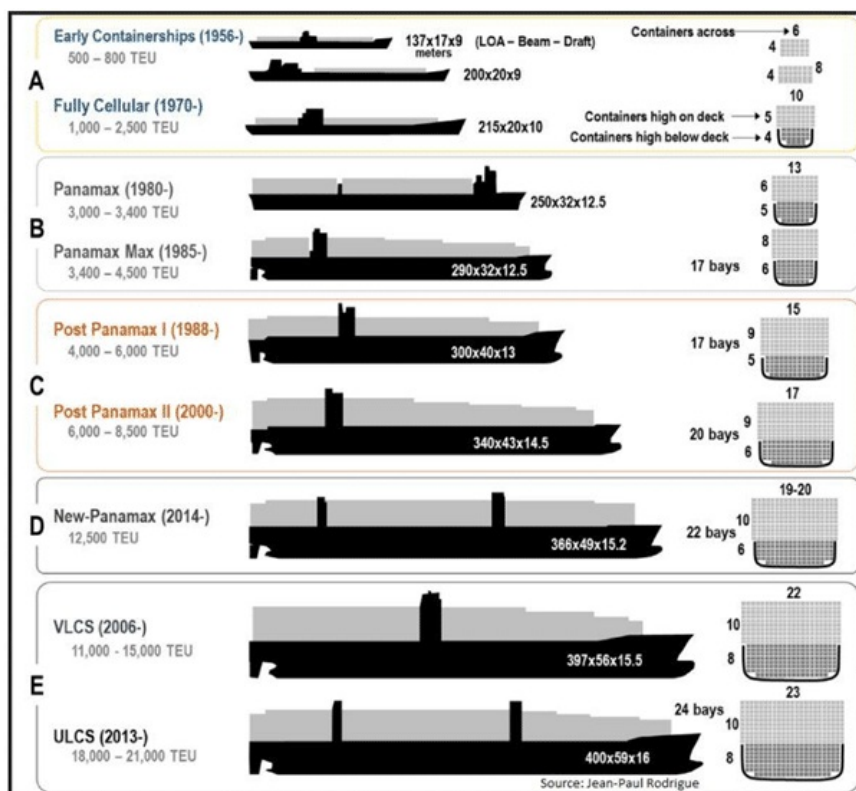 A
Early Containerships (1956-)
500 – 800 TEU
137x17x9 (LOA – Beam – Draft)
meters
Containers across → 6
4
200x20x9
4 8
Fully Cellular (1970-)
1,000 – 2,500 TEU
215x20x10
10
Containers high on deck → 5
Containers high below deck → 4
B
Panamax (1980-)
3,000 – 3,400 TEU
250x32x12.5
13
6
5
Panamax Max (1985-)
3,400 – 4,500 TEU
290x32x12.5
17 bays
8
6
C
Post Panamax I (1988-)
4,000 – 6,000 TEU
300x40x13
17 bays
15
9
5
Post Panamax II (2000-)
6,000 – 8,500 TEU
340x43x14.5
20 bays
17
9
6
D
New-Panamax (2014-)
12,500 TEU
366x49x15.2
22 bays
19-20
10
6
E
VLCS (2006-)
11,000 - 15,000 TEU
397x56x15.5
22
10
8
ULCS (2013-)
18,000 – 21,000 TEU
400x59x16
24 bays
23
10
8
Source: Jean-Paul Rodrigue